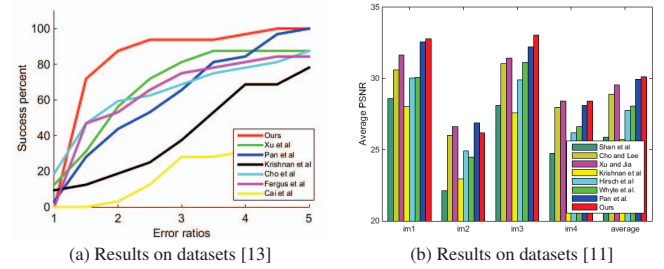 Success percent
100
80
60
40
20
0
Ours
Xu et al
Pan et al
Krishnan et al
Cho et al
Fergus et al
Cai et al
1
2
3
4
5
Error ratios
(a) Results on datasets [13]
Average PSNR
35
30
25
20
Shan et al
Cho and Lee
Xu and Jia
Krishnan et al
Hirsch et al
Whyte et al.
Pan et al.
Ours
im1
im2
im3
im4
average
(b) Results on datasets [11]